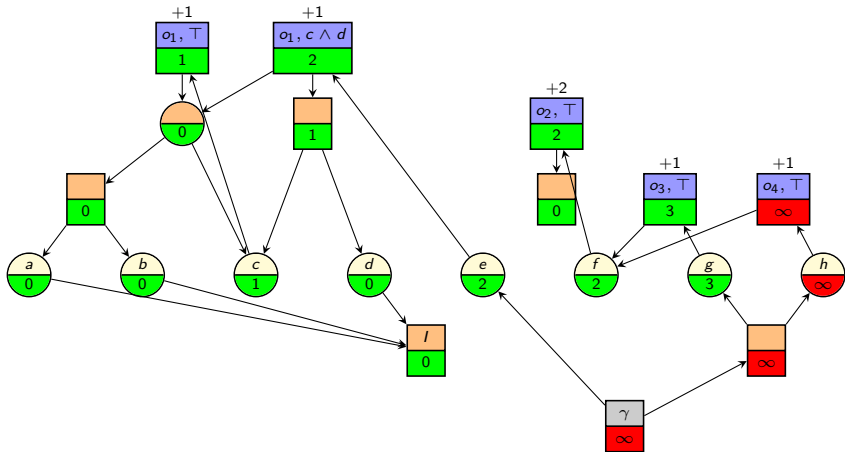 +1 +1
o₁, ⊤ o₁, c ∧ d
1 2
+2
o₂, ⊤
2
0 1
+1 +1
o₃, ⊤ o₄, ⊤
0 0 3 ∞
a b c d e f g h
0 0 1 0 2 2 3 ∞
I
0 ∞
γ
∞